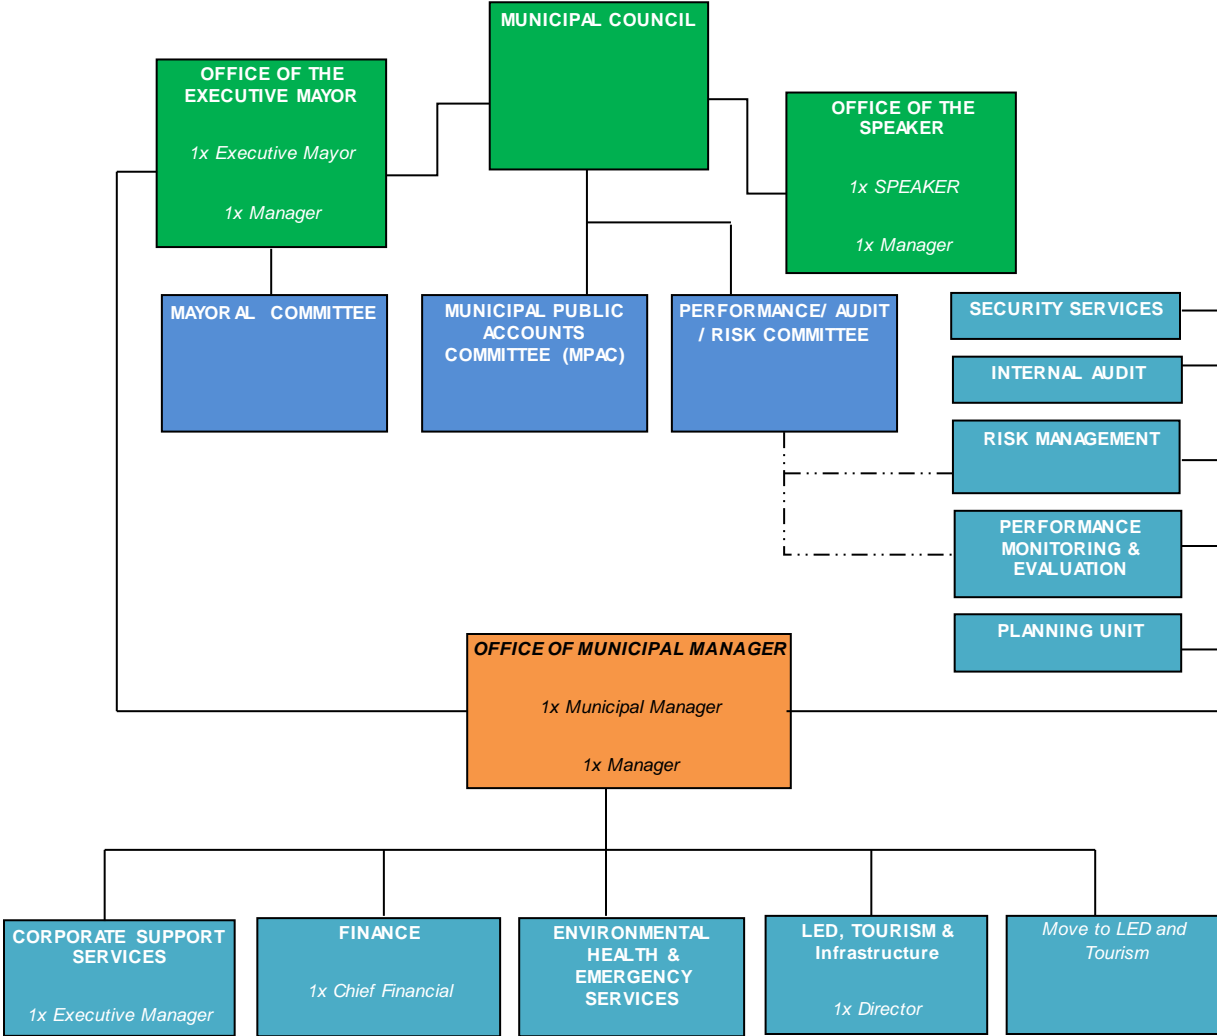 MUNICIPAL COUNCIL
OFFICE OF THE
EXECUTIVE MAYOR
1x Executive Mayor
1x Manager
OFFICE OF THE
SPEAKER
1x SPEAKER
1x Manager
MAYORAL COMMITTEE
MUNICIPAL PUBLIC
ACCOUNTS
COMMITTEE (MPAC)
PERFORMANCE/ AUDIT
/ RISK COMMITTEE
SECURITY SERVICES
INTERNAL AUDIT
RISK MANAGEMENT
PERFORMANCE
MONITORING &
EVALUATION
PLANNING UNIT
OFFICE OF MUNICIPAL MANAGER
1x Municipal Manager
1x Manager
CORPORATE SUPPORT
SERVICES
1x Executive Manager
FINANCE
1x Chief Financial
ENVIRONMENTAL
HEALTH &
EMERGENCY
SERVICES
LED, TOURISM &
Infrastructure
1x Director
Move to LED and
Tourism